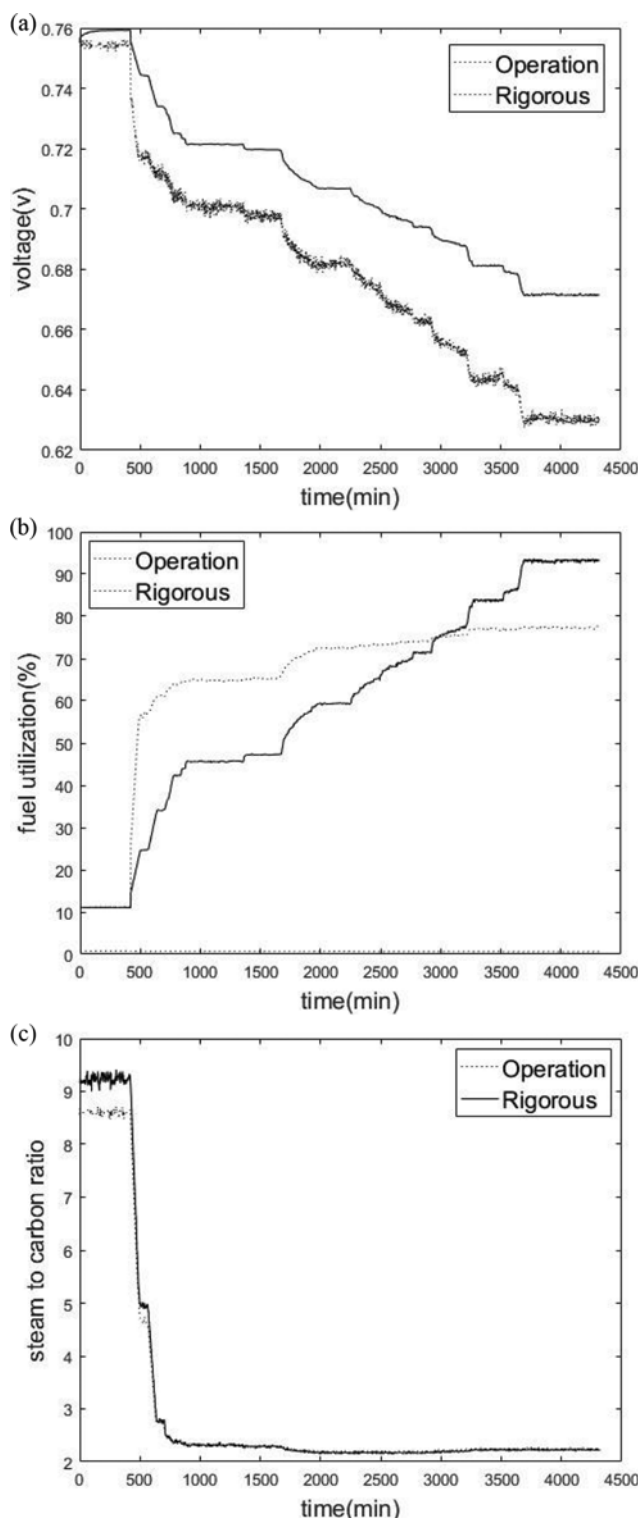 (a)
0.76
0.74
0.72
0.7
0.68
0.66
0.64
0.62
voltage(v)
Operation
Rigorous
0 500 1000 1500 2000 2500 3000 3500 4000 4500
time(min)
(b)
100
90
80
70
60
50
40
30
20
10
0
fuel utilization(%)
Operation
Rigorous
0 500 1000 1500 2000 2500 3000 3500 4000 4500
time(min)
(c)
10
9
8
7
6
5
4
3
2
steam to carbon ratio
Operation
Rigorous
0 500 1000 1500 2000 2500 3000 3500 4000 4500
time(min)